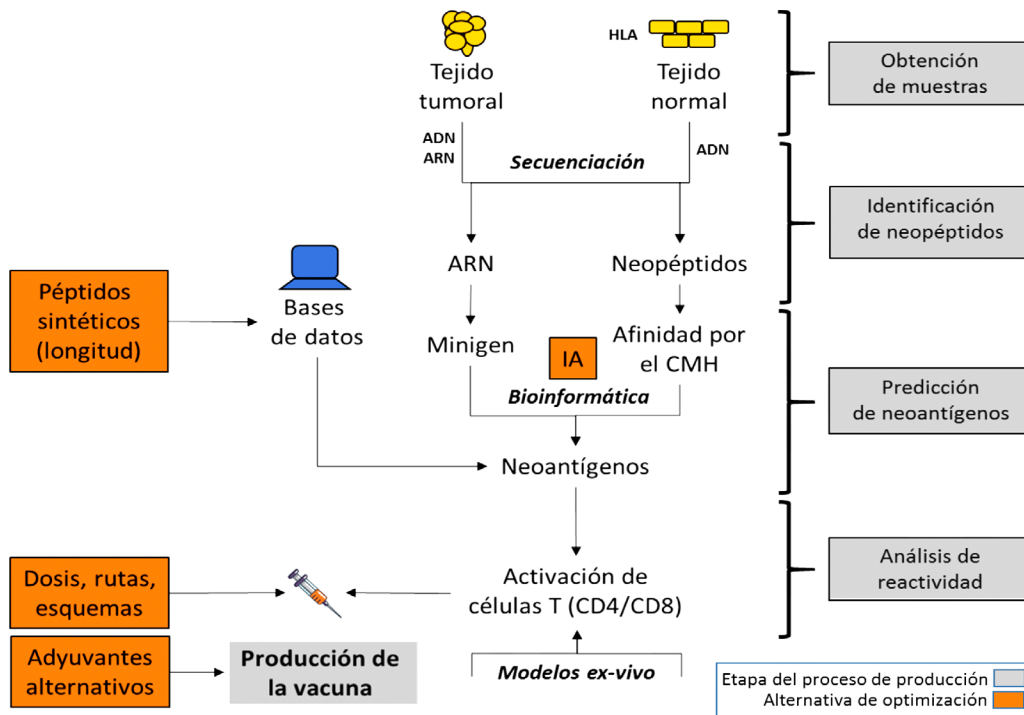 HLA
Tejido
tumoral
Tejido
normal
Obtención
de muestras
ADN
ARN
Secuenciación
ADN
Identificación
de neopéptidos
ARN
Neopéptidos
Péptidos
sintéticos
(longitud)
Bases
de datos
Minigen
IA
Afinidad por
el CMH
Bioinformática
Predicción
de neoantígenos
Neoantígenos
Dosis, rutas,
esquemas
Activación de
células T (CD4/CD8)
Análisis de
reactividad
Adyuvantes
alternativos
Producción de
la vacuna
Modelos ex-vivo
Etapa del proceso de producción
Alternativa de optimización